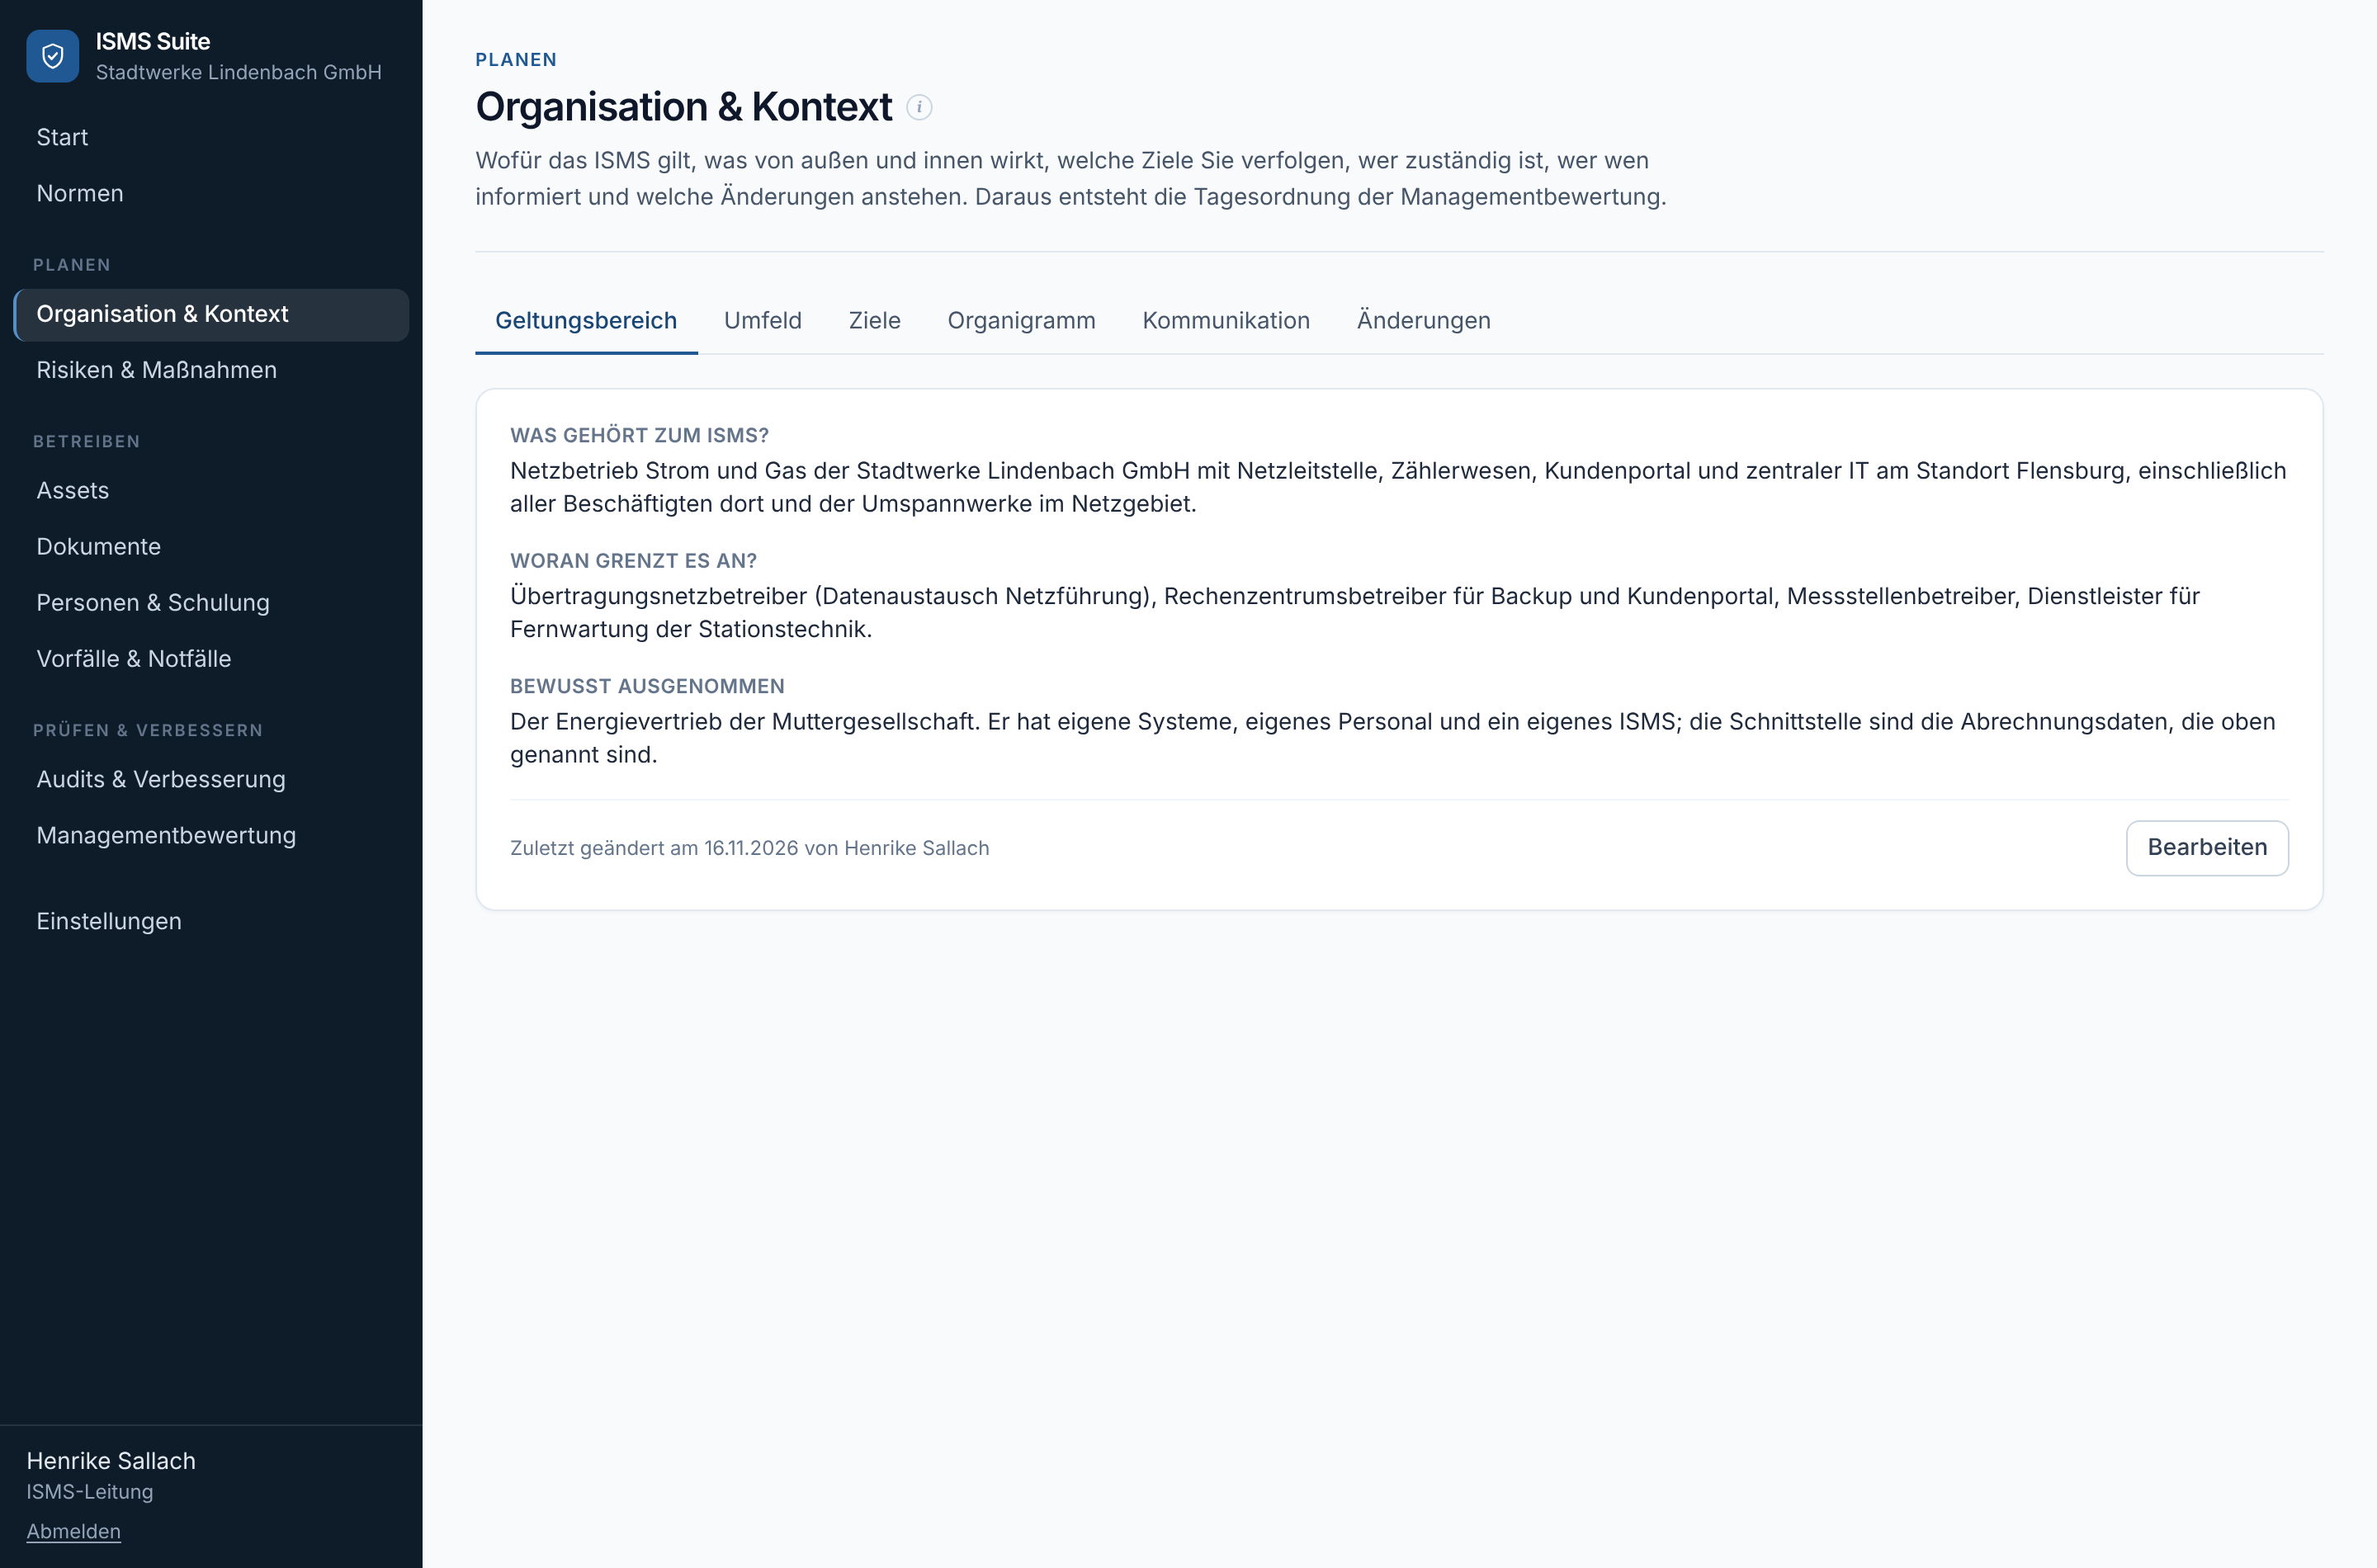 ISMS Suite
Stadtwerke Lindenbach GmbH
Start
Normen
PLANEN
Organisation & Kontext
Risiken & Maßnahmen
BETREIBEN
Assets
Dokumente
Personen & Schulung
Vorfälle & Notfälle
PRÜFEN & VERBESSERN
Audits & Verbesserung
Managementbewertung
Einstellungen
Henrike Sallach
ISMS-Leitung
Abmelden
PLANEN
Organisation & Kontext i
Wofür das ISMS gilt, was von außen und innen wirkt, welche Ziele Sie verfolgen, wer zuständig ist, wer wen
informiert und welche Änderungen anstehen. Daraus entsteht die Tagesordnung der Managementbewertung.
Geltungsbereich Umfeld Ziele Organigramm Kommunikation Änderungen
WAS GEHÖRT ZUM ISMS?
Netzbetrieb Strom und Gas der Stadtwerke Lindenbach GmbH mit Netzleitstelle, Zählerwesen, Kundenportal und zentraler IT am Standort Flensburg, einschließlich
aller Beschäftigten dort und der Umspannwerke im Netzgebiet.
WORAN GRENZT ES AN?
Übertragungsnetzbetreiber (Datenaustausch Netzführung), Rechenzentrumsbetreiber für Backup und Kundenportal, Messstellenbetreiber, Dienstleister für
Fernwartung der Stationstechnik.
BEWUSST AUSGENOMMEN
Der Energievertrieb der Muttergesellschaft. Er hat eigene Systeme, eigenes Personal und ein eigenes ISMS; die Schnittstelle sind die Abrechnungsdaten, die oben
genannt sind.
Zuletzt geändert am 16.11.2026 von Henrike Sallach
Bearbeiten